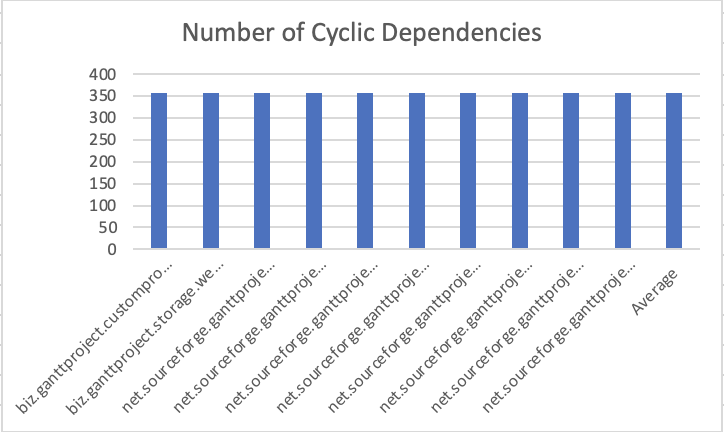 Number of Cyclic Dependencies
400
350
300
250
200
150
100
50
0
biz.ganttproject.custompro...
biz.ganttproject.storage.we...
net.sourceforge.ganttproje...
net.sourceforge.ganttproje...
net.sourceforge.ganttproje...
net.sourceforge.ganttproje...
net.sourceforge.ganttproje...
net.sourceforge.ganttproje...
net.sourceforge.ganttproje...
net.sourceforge.ganttproje...
Average